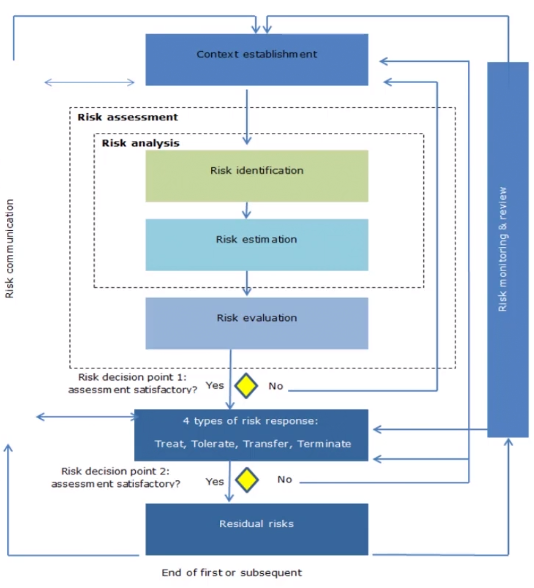 Context establishment
Risk assessment
Risk analysis
Risk identification
Risk estimation
Risk evaluation
Risk communication
Risk monitoring & review
Risk decision point 1:
assessment satisfactory?
Yes
No
4 types of risk response:
Treat, Tolerate, Transfer, Terminate
Risk decision point 2:
assessment satisfactory?
Yes
No
Residual risks
End of first or subsequent